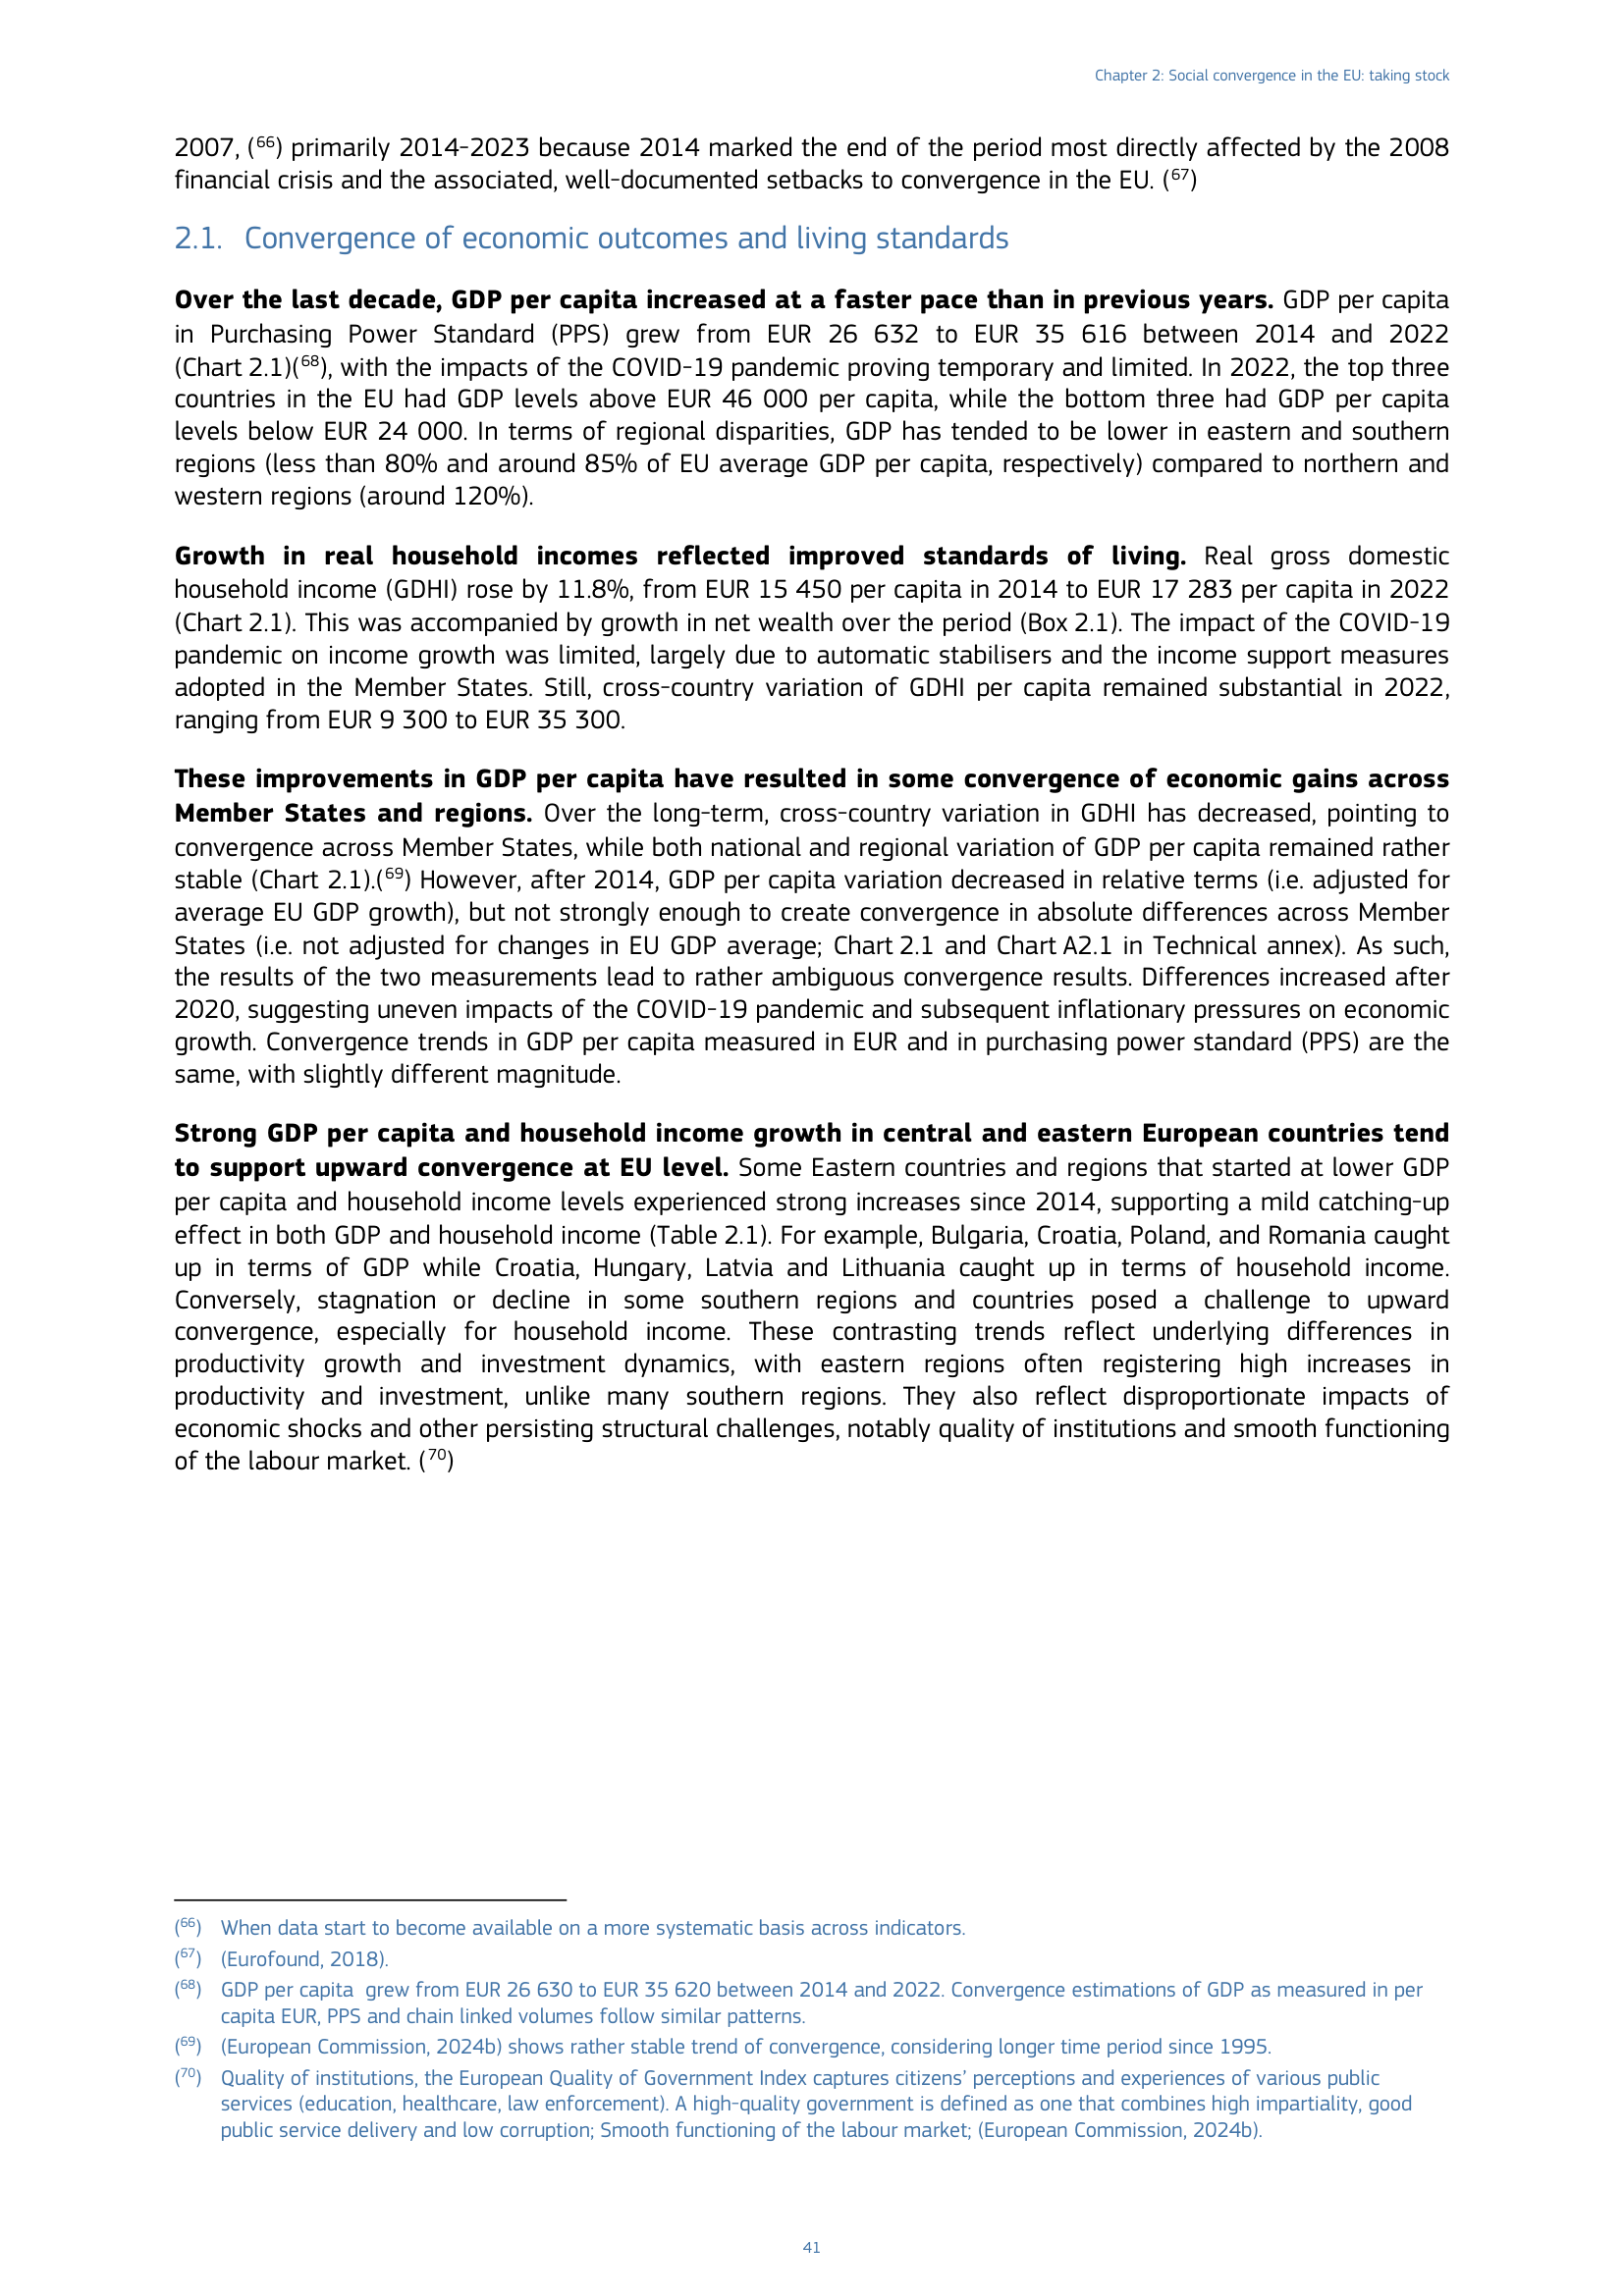 Chapter 2: Social convergence in the EU: taking stock
2007, (66) primarily 2014-2023 because 2014 marked the end of the period most directly affected by the 2008
financial crisis and the associated, well-documented setbacks to convergence in the EU. (67)
2.1. Convergence of economic outcomes and living standards
Over the last decade, GDP per capita increased at a faster pace than in previous years. GDP per capita
in Purchasing Power Standard (PPS) grew from EUR 26 632 to EUR 35 616 between 2014 and 2022
(Chart 2.1)(68), with the impacts of the COVID-19 pandemic proving temporary and limited. In 2022, the top three
countries in the EU had GDP levels above EUR 46 000 per capita, while the bottom three had GDP per capita
levels below EUR 24 000. In terms of regional disparities, GDP has tended to be lower in eastern and southern
regions (less than 80% and around 85% of EU average GDP per capita, respectively) compared to northern and
western regions (around 120%).
Growth in real household incomes reflected improved standards of living. Real gross domestic
household income (GDHI) rose by 11.8%, from EUR 15 450 per capita in 2014 to EUR 17 283 per capita in 2022
(Chart 2.1). This was accompanied by growth in net wealth over the period (Box 2.1). The impact of the COVID-19
pandemic on income growth was limited, largely due to automatic stabilisers and the income support measures
adopted in the Member States. Still, cross-country variation of GDHI per capita remained substantial in 2022,
ranging from EUR 9 300 to EUR 35 300.
These improvements in GDP per capita have resulted in some convergence of economic gains across
Member States and regions. Over the long-term, cross-country variation in GDHI has decreased, pointing to
convergence across Member States, while both national and regional variation of GDP per capita remained rather
stable (Chart 2.1).(69) However, after 2014, GDP per capita variation decreased in relative terms (i.e. adjusted for
average EU GDP growth), but not strongly enough to create convergence in absolute differences across Member
States (i.e. not adjusted for changes in EU GDP average; Chart 2.1 and Chart A2.1 in Technical annex). As such,
the results of the two measurements lead to rather ambiguous convergence results. Differences increased after
2020, suggesting uneven impacts of the COVID-19 pandemic and subsequent inflationary pressures on economic
growth. Convergence trends in GDP per capita measured in EUR and in purchasing power standard (PPS) are the
same, with slightly different magnitude.
Strong GDP per capita and household income growth in central and eastern European countries tend
to support upward convergence at EU level. Some Eastern countries and regions that started at lower GDP
per capita and household income levels experienced strong increases since 2014, supporting a mild catching-up
effect in both GDP and household income (Table 2.1). For example, Bulgaria, Croatia, Poland, and Romania caught
up in terms of GDP while Croatia, Hungary, Latvia and Lithuania caught up in terms of household income.
Conversely, stagnation or decline in some southern regions and countries posed a challenge to upward
convergence, especially for household income. These contrasting trends reflect underlying differences in
productivity growth and investment dynamics, with eastern regions often registering high increases in
productivity and investment, unlike many southern regions. They also reflect disproportionate impacts of
economic shocks and other persisting structural challenges, notably quality of institutions and smooth functioning
of the labour market. (70)
(66) When data start to become available on a more systematic basis across indicators.
(67) (Eurofound, 2018).
(68) GDP per capita grew from EUR 26 630 to EUR 35 620 between 2014 and 2022. Convergence estimations of GDP as measured in per
capita EUR, PPS and chain linked volumes follow similar patterns.
(69) (European Commission, 2024b) shows rather stable trend of convergence, considering longer time period since 1995.
(70) Quality of institutions, the European Quality of Government Index captures citizens’ perceptions and experiences of various public
services (education, healthcare, law enforcement). A high-quality government is defined as one that combines high impartiality, good
public service delivery and low corruption; Smooth functioning of the labour market; (European Commission, 2024b).
41